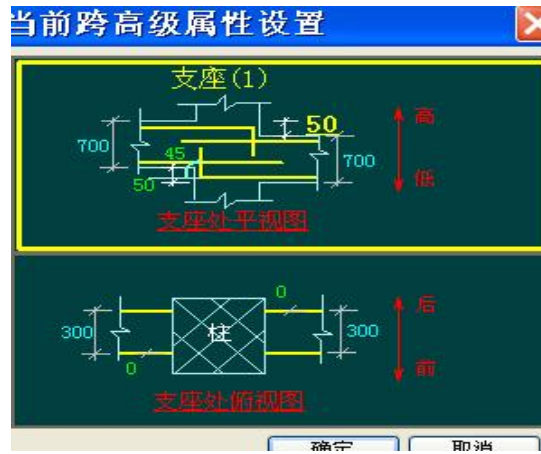 当前跨高级属性设置
支座(1)
50
高
700
45
700
50
低
支座处平视图
0
后
300
柱
300
0
前
支座处俯视图
确定
取消